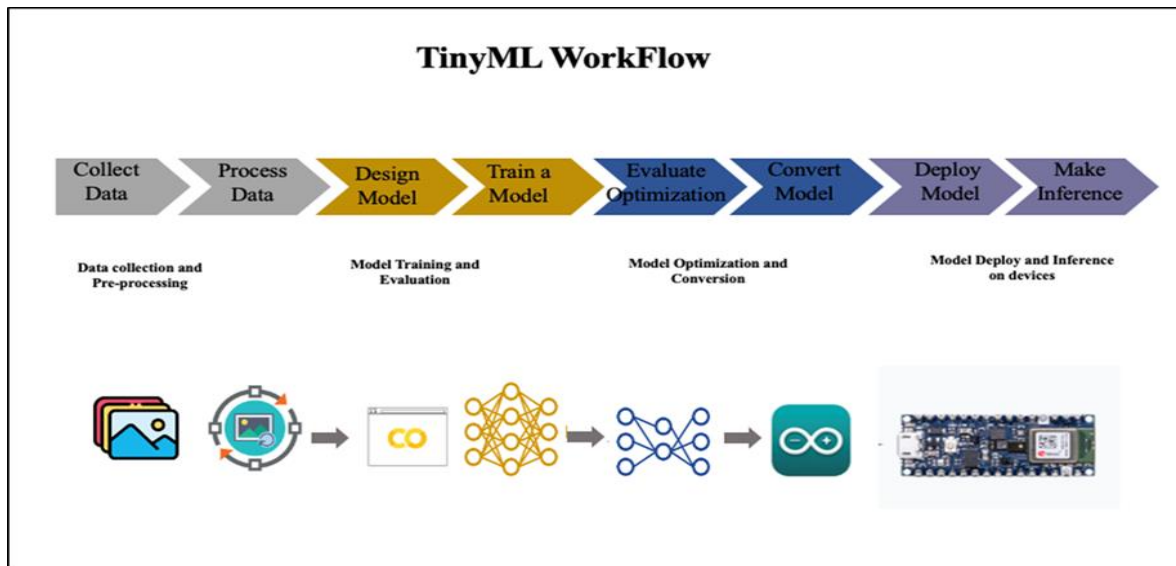 TinyML WorkFlow
Collect
Data
Process
Data
Design
Model
Train a
Model
Evaluate
Optimization
Convert
Model
Deploy
Model
Make
Inference
Data collection and
Pre-processing
Model Training and
Evaluation
Model Optimization and
Conversion
Model Deploy and Inference
on devices
CO